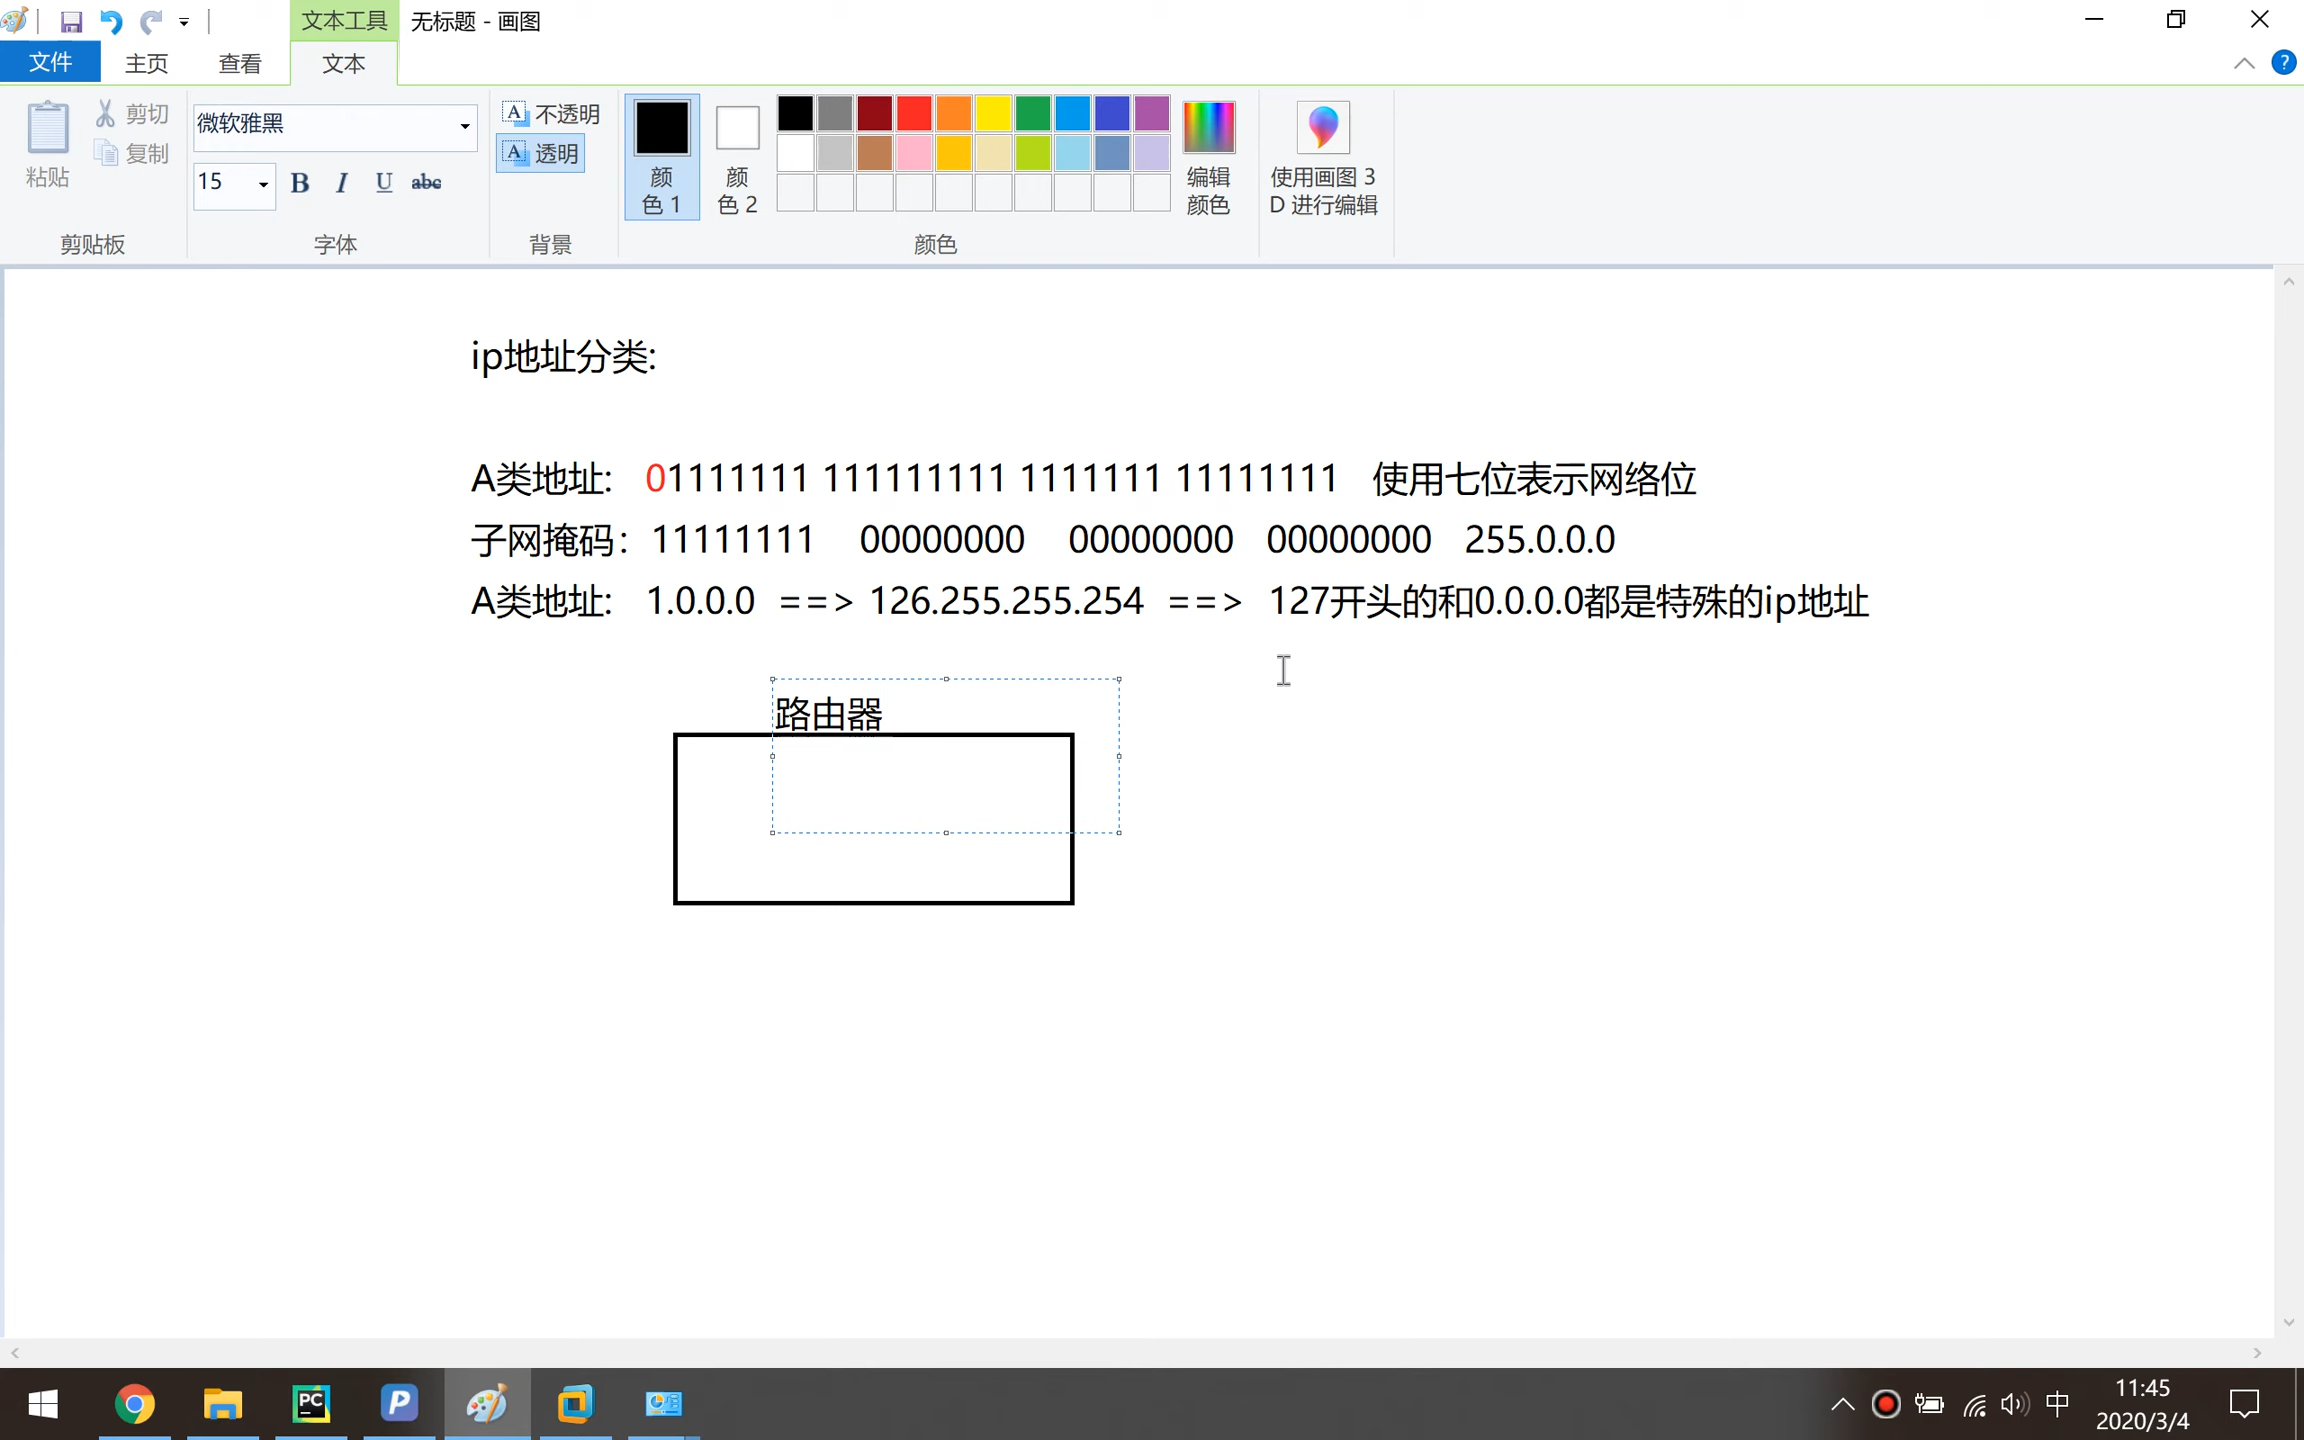 文本工具 无标题 - 画图
文件 主页 查看 文本
粘贴
剪切
复制
剪贴板
微软雅黑
15 B I U abc
字体
A 不透明
A 透明
背景
颜色 1
颜色 2
颜色
编辑颜色
使用画图 3D 进行编辑
ip地址分类:
A类地址: 01111111 111111111 1111111 11111111 使用七位表示网络位
子网掩码：11111111 00000000 00000000 00000000 255.0.0.0
A类地址: 1.0.0.0 ==> 126.255.255.254 ==> 127开头的和0.0.0.0都是特殊的ip地址
路由器
PC
P
中
11:45
2020/3/4